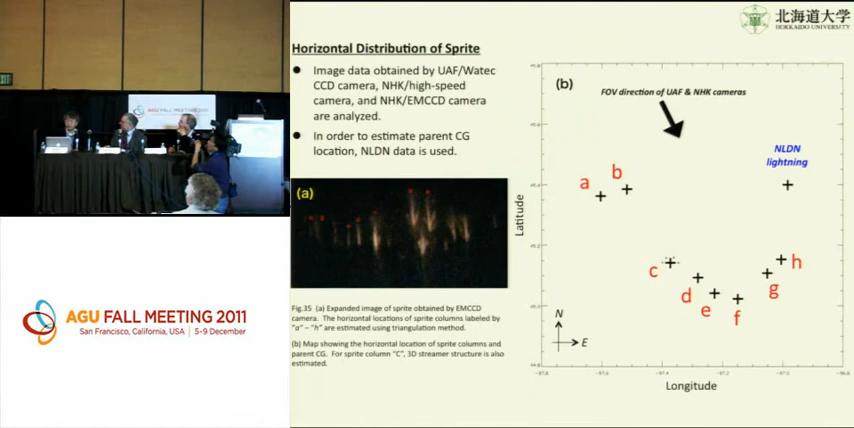 北海道大学
HOKKAIDO UNIVERSITY
Horizontal Distribution of Sprite
● Image data obtained by UAF/Watec
CCD camera, NHK/high-speed
camera, and NHK/EMCCD camera
are analyzed.
● In order to estimate parent CG
location, NLDN data is used.
(a)
Fig.35 (a) Expanded image of sprite obtained by EMCCD
camera. The horizontal locations of sprite columns labeled by
"a" – "h" are estimated using triangulation method.
(b) Map showing the horizontal location of sprite columns and
parent CG. For sprite column "C", 3D streamer structure is also
estimated.
(b)
FOV direction of UAF & NHK cameras
NLDN
lightning
a
b
c
d
e
f
g
h
N
E
Latitude
Longitude
AGU FALL MEETING 2011
AGU FALL MEETING 2011
San Francisco, California, USA | 5-9 December